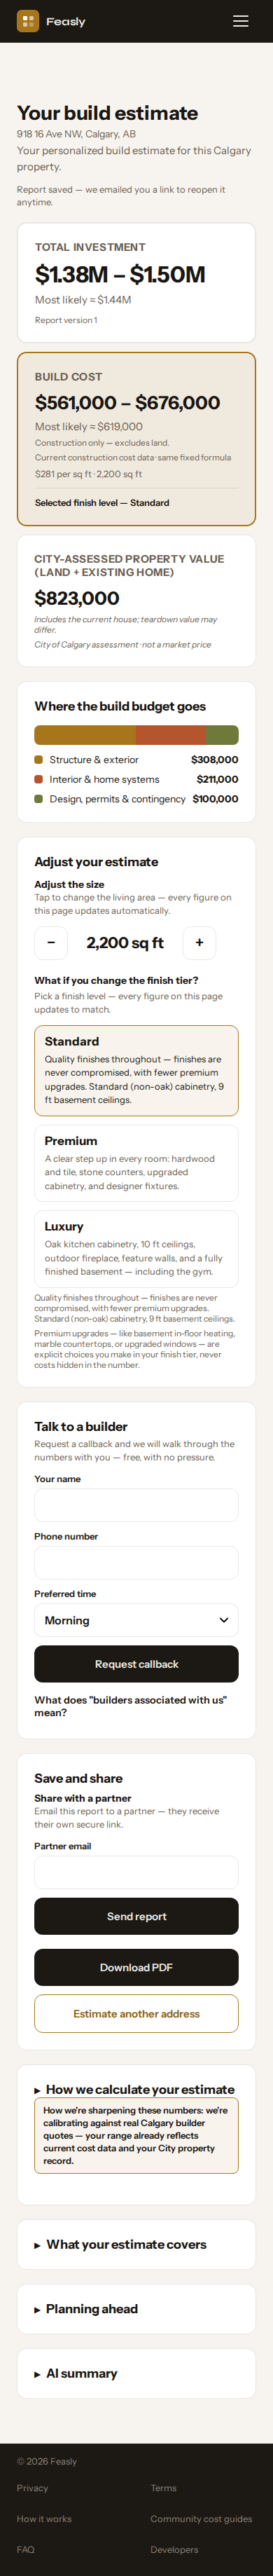 Feasly
Your build estimate
918 16 Ave NW, Calgary, AB
Your personalized build estimate for this Calgary
property.
Report saved — we emailed you a link to reopen it
anytime.
TOTAL INVESTMENT
$1.38M – $1.50M
Most likely ≈ $1.44M
Report version 1
BUILD COST
$561,000 – $676,000
Most likely ≈ $619,000
Construction only — excludes land.
Current construction cost data · same fixed formula
$281 per sq ft · 2,200 sq ft
Selected finish level — Standard
CITY-ASSESSED PROPERTY VALUE
(LAND + EXISTING HOME)
$823,000
Includes the current house; teardown value may
differ.
City of Calgary assessment · not a market price
Where the build budget goes
Structure & exterior $308,000
Interior & home systems $211,000
Design, permits & contingency $100,000
Adjust your estimate
Adjust the size
Tap to change the living area — every figure on
this page updates automatically.
− 2,200 sq ft +
What if you change the finish tier?
Pick a finish level — every figure on this page
updates to match.
Standard
Quality finishes throughout — finishes are
never compromised, with fewer premium
upgrades. Standard (non-oak) cabinetry, 9
ft basement ceilings.
Premium
A clear step up in every room: hardwood
and tile, stone counters, upgraded
cabinetry, and designer fixtures.
Luxury
Oak kitchen cabinetry, 10 ft ceilings,
outdoor fireplace, feature walls, and a fully
finished basement — including the gym.
Quality finishes throughout — finishes are never
compromised, with fewer premium upgrades.
Standard (non-oak) cabinetry, 9 ft basement ceilings.
Premium upgrades — like basement in-floor heating,
marble countertops, or upgraded windows — are
explicit choices you make in your finish tier, never
costs hidden in the number.
Talk to a builder
Request a callback and we will walk through the
numbers with you — free, with no pressure.
Your name
Phone number
Preferred time
Morning
Request callback
What does "builders associated with us"
mean?
Save and share
Share with a partner
Email this report to a partner — they receive
their own secure link.
Partner email
Send report
Download PDF
Estimate another address
▸ How we calculate your estimate
How we're sharpening these numbers: we're
calibrating against real Calgary builder
quotes — your range already reflects
current cost data and your City property
record.
▸ What your estimate covers
▸ Planning ahead
▸ AI summary
© 2026 Feasly
Privacy Terms
How it works Community cost guides
FAQ Developers